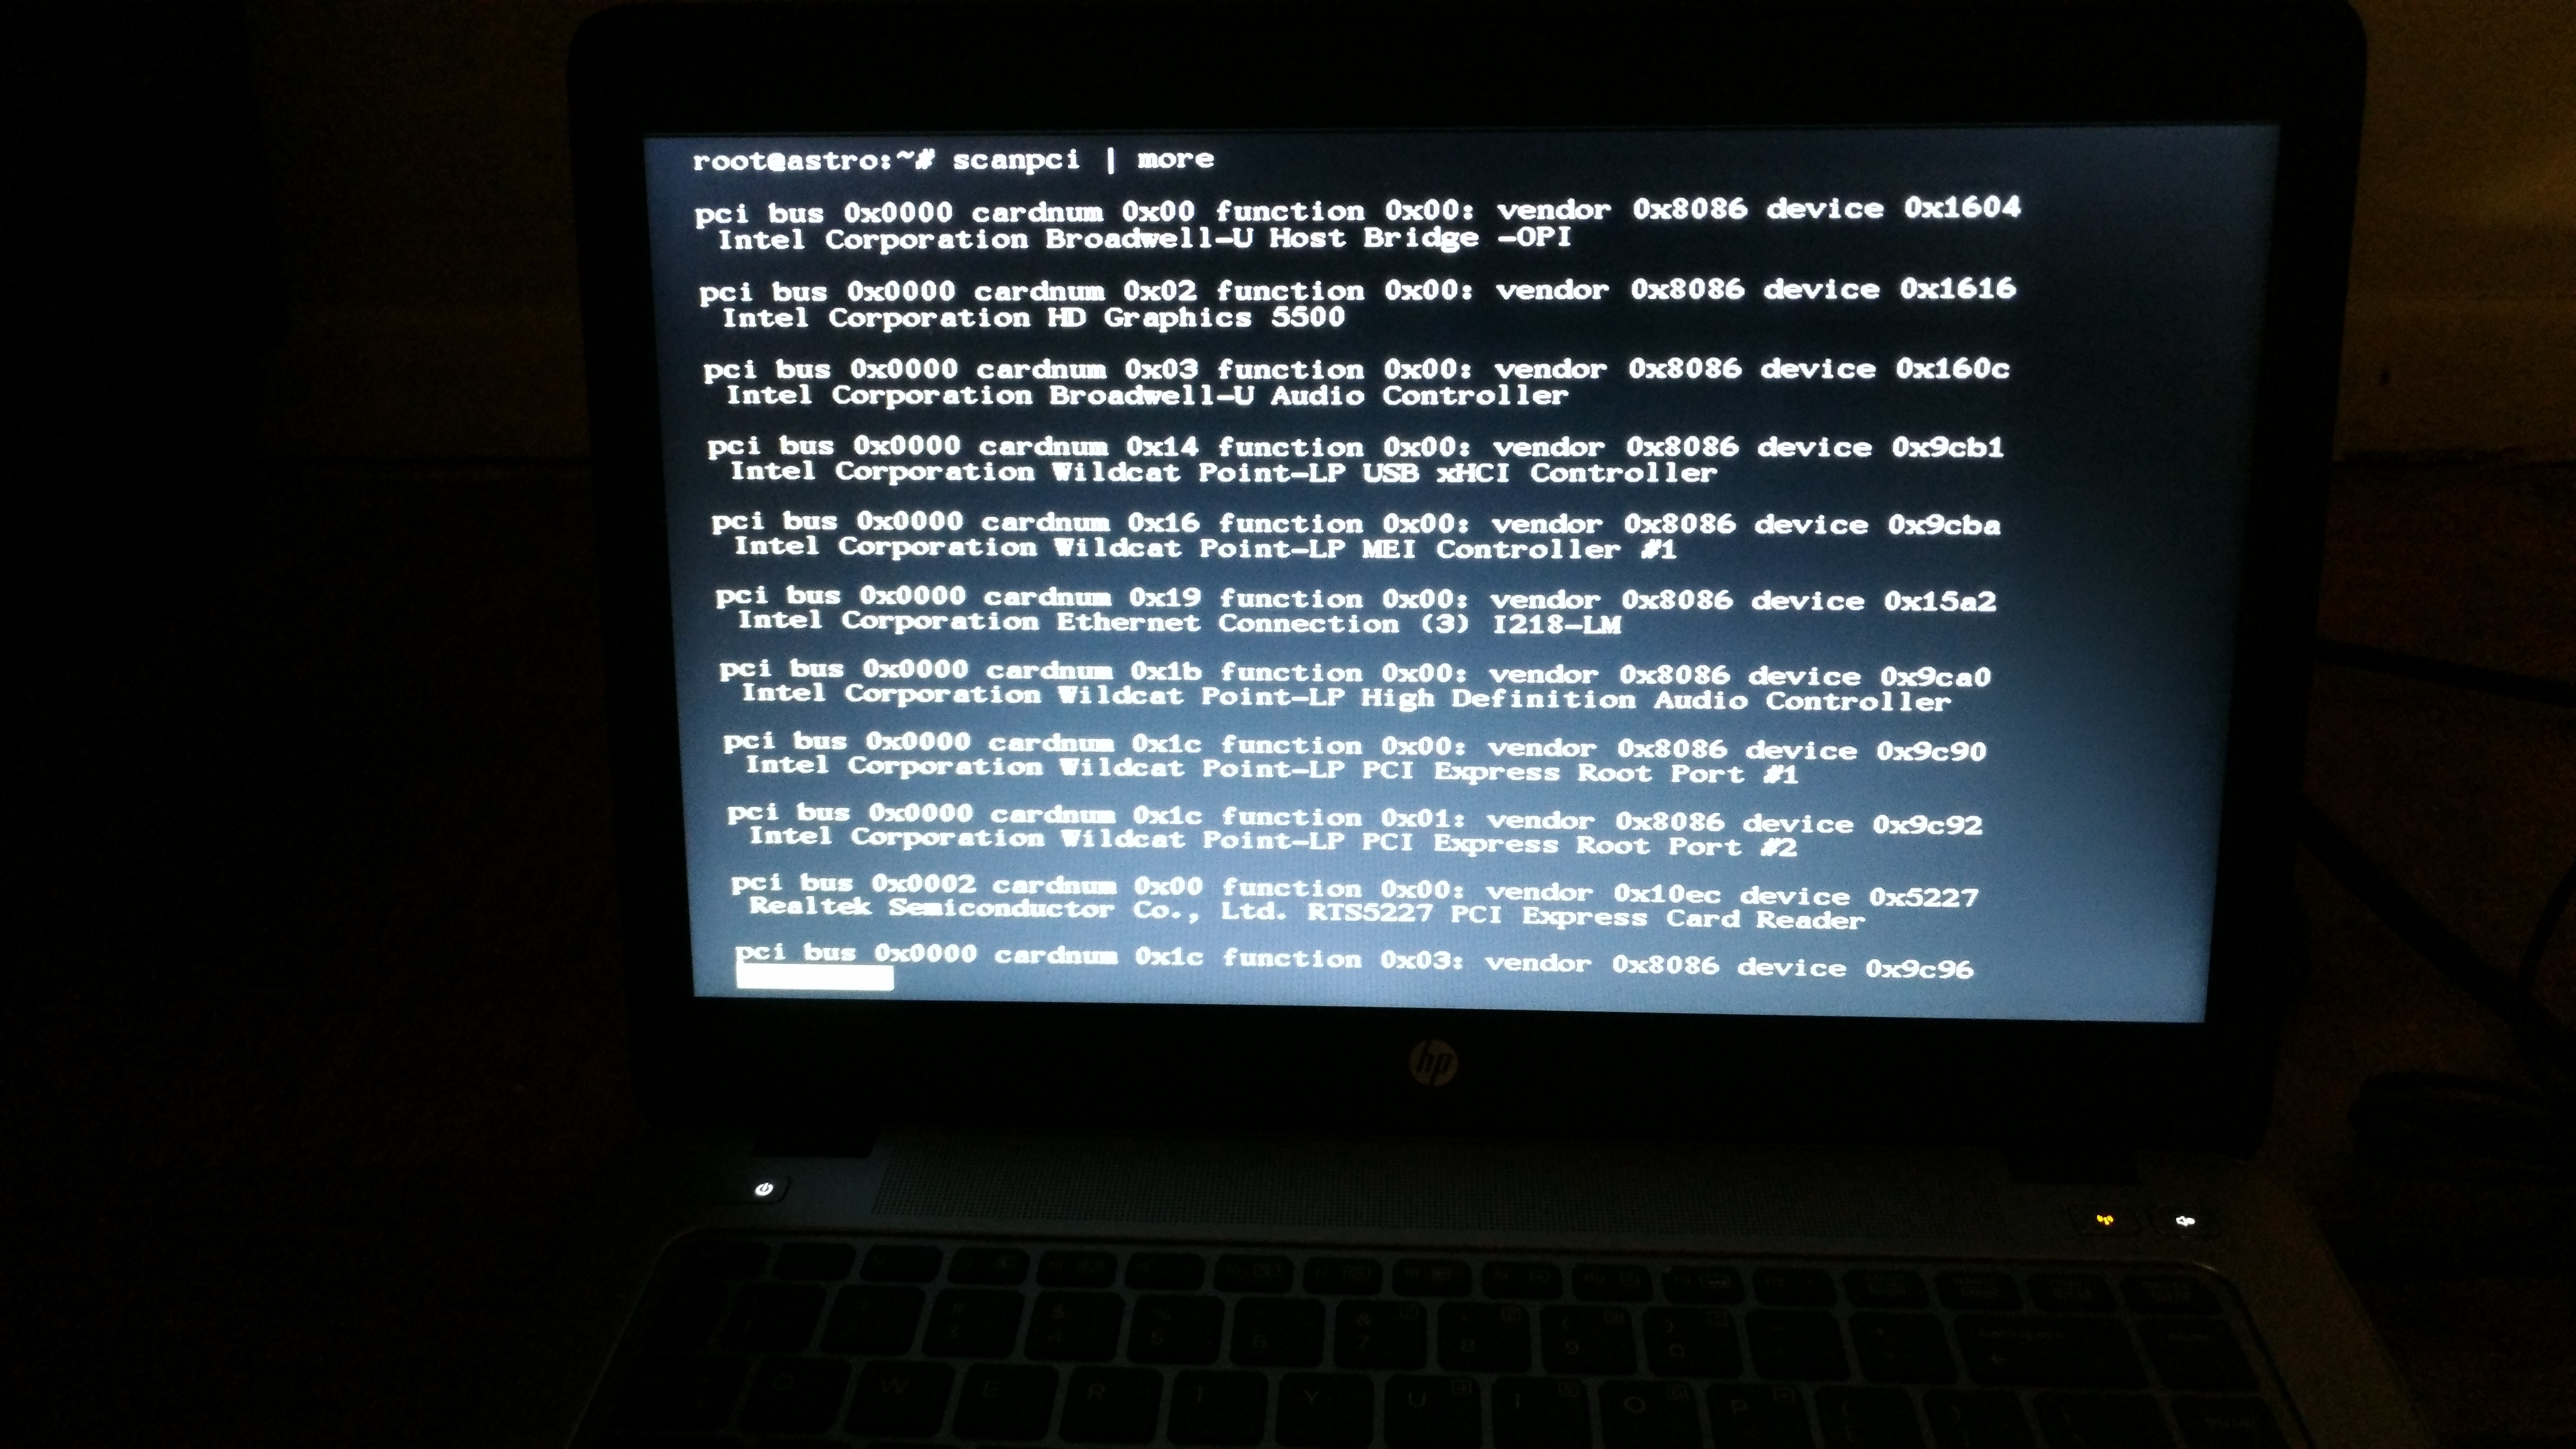 root@astro:~# scanpci | more
pci bus 0x0000 cardnum 0x00 function 0x00: vendor 0x8086 device 0x1604
Intel Corporation Broadwell-U Host Bridge -OPI
pci bus 0x0000 cardnum 0x02 function 0x00: vendor 0x8086 device 0x1616
Intel Corporation HD Graphics 5500
pci bus 0x0000 cardnum 0x03 function 0x00: vendor 0x8086 device 0x160c
Intel Corporation Broadwell-U Audio Controller
pci bus 0x0000 cardnum 0x14 function 0x00: vendor 0x8086 device 0x9cb1
Intel Corporation Wildcat Point-LP USB xHCI Controller
pci bus 0x0000 cardnum 0x16 function 0x00: vendor 0x8086 device 0x9cba
Intel Corporation Wildcat Point-LP MEI Controller #1
pci bus 0x0000 cardnum 0x19 function 0x00: vendor 0x8086 device 0x15a2
Intel Corporation Ethernet Connection (3) I218-LM
pci bus 0x0000 cardnum 0x1b function 0x00: vendor 0x8086 device 0x9ca0
Intel Corporation Wildcat Point-LP High Definition Audio Controller
pci bus 0x0000 cardnum 0x1c function 0x00: vendor 0x8086 device 0x9c90
Intel Corporation Wildcat Point-LP PCI Express Root Port #1
pci bus 0x0000 cardnum 0x1c function 0x01: vendor 0x8086 device 0x9c92
Intel Corporation Wildcat Point-LP PCI Express Root Port #2
pci bus 0x0002 cardnum 0x00 function 0x00: vendor 0x10ec device 0x5227
Realtek Semiconductor Co., Ltd. RTS5227 PCI Express Card Reader
pci bus 0x0000 cardnum 0x1c function 0x03: vendor 0x8086 device 0x9c96
hp
5 6 7 8 9 0
W E R T Y U I O P